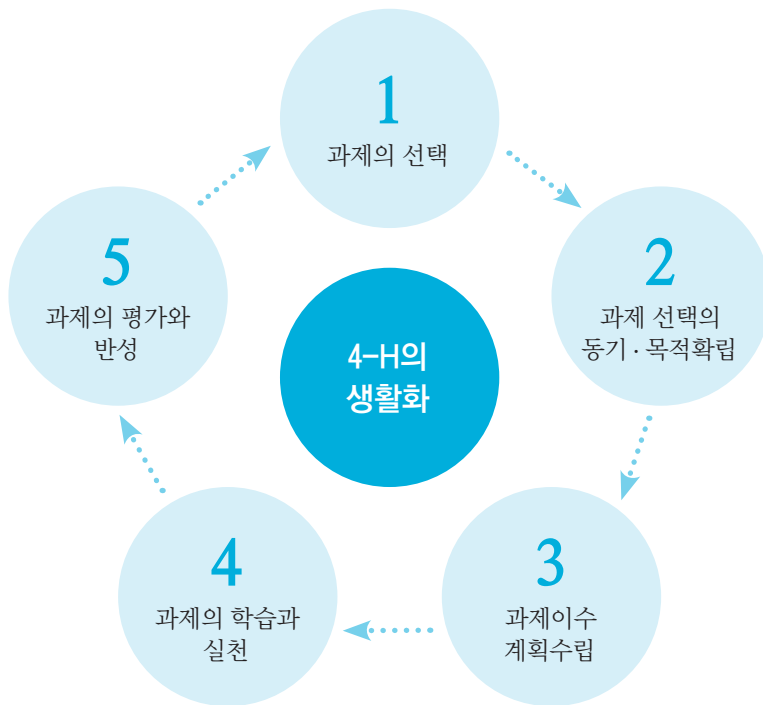 1
과제의 선택
2
과제 선택의
동기·목적확립
3
과제이수
계획수립
4
과제의 학습과
실천
5
과제의 평가와
반성
4-H의
생활화